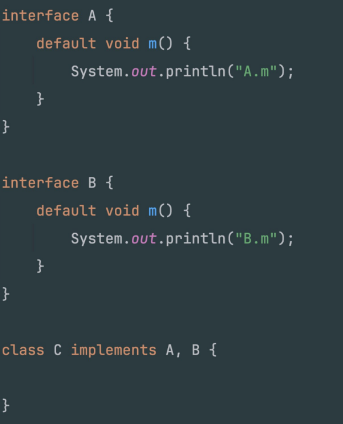 interface A {
    default void m() {
        System.out.println("A.m");
    }
}
interface B {
    default void m() {
        System.out.println("B.m");
    }
}
class C implements A, B {
}